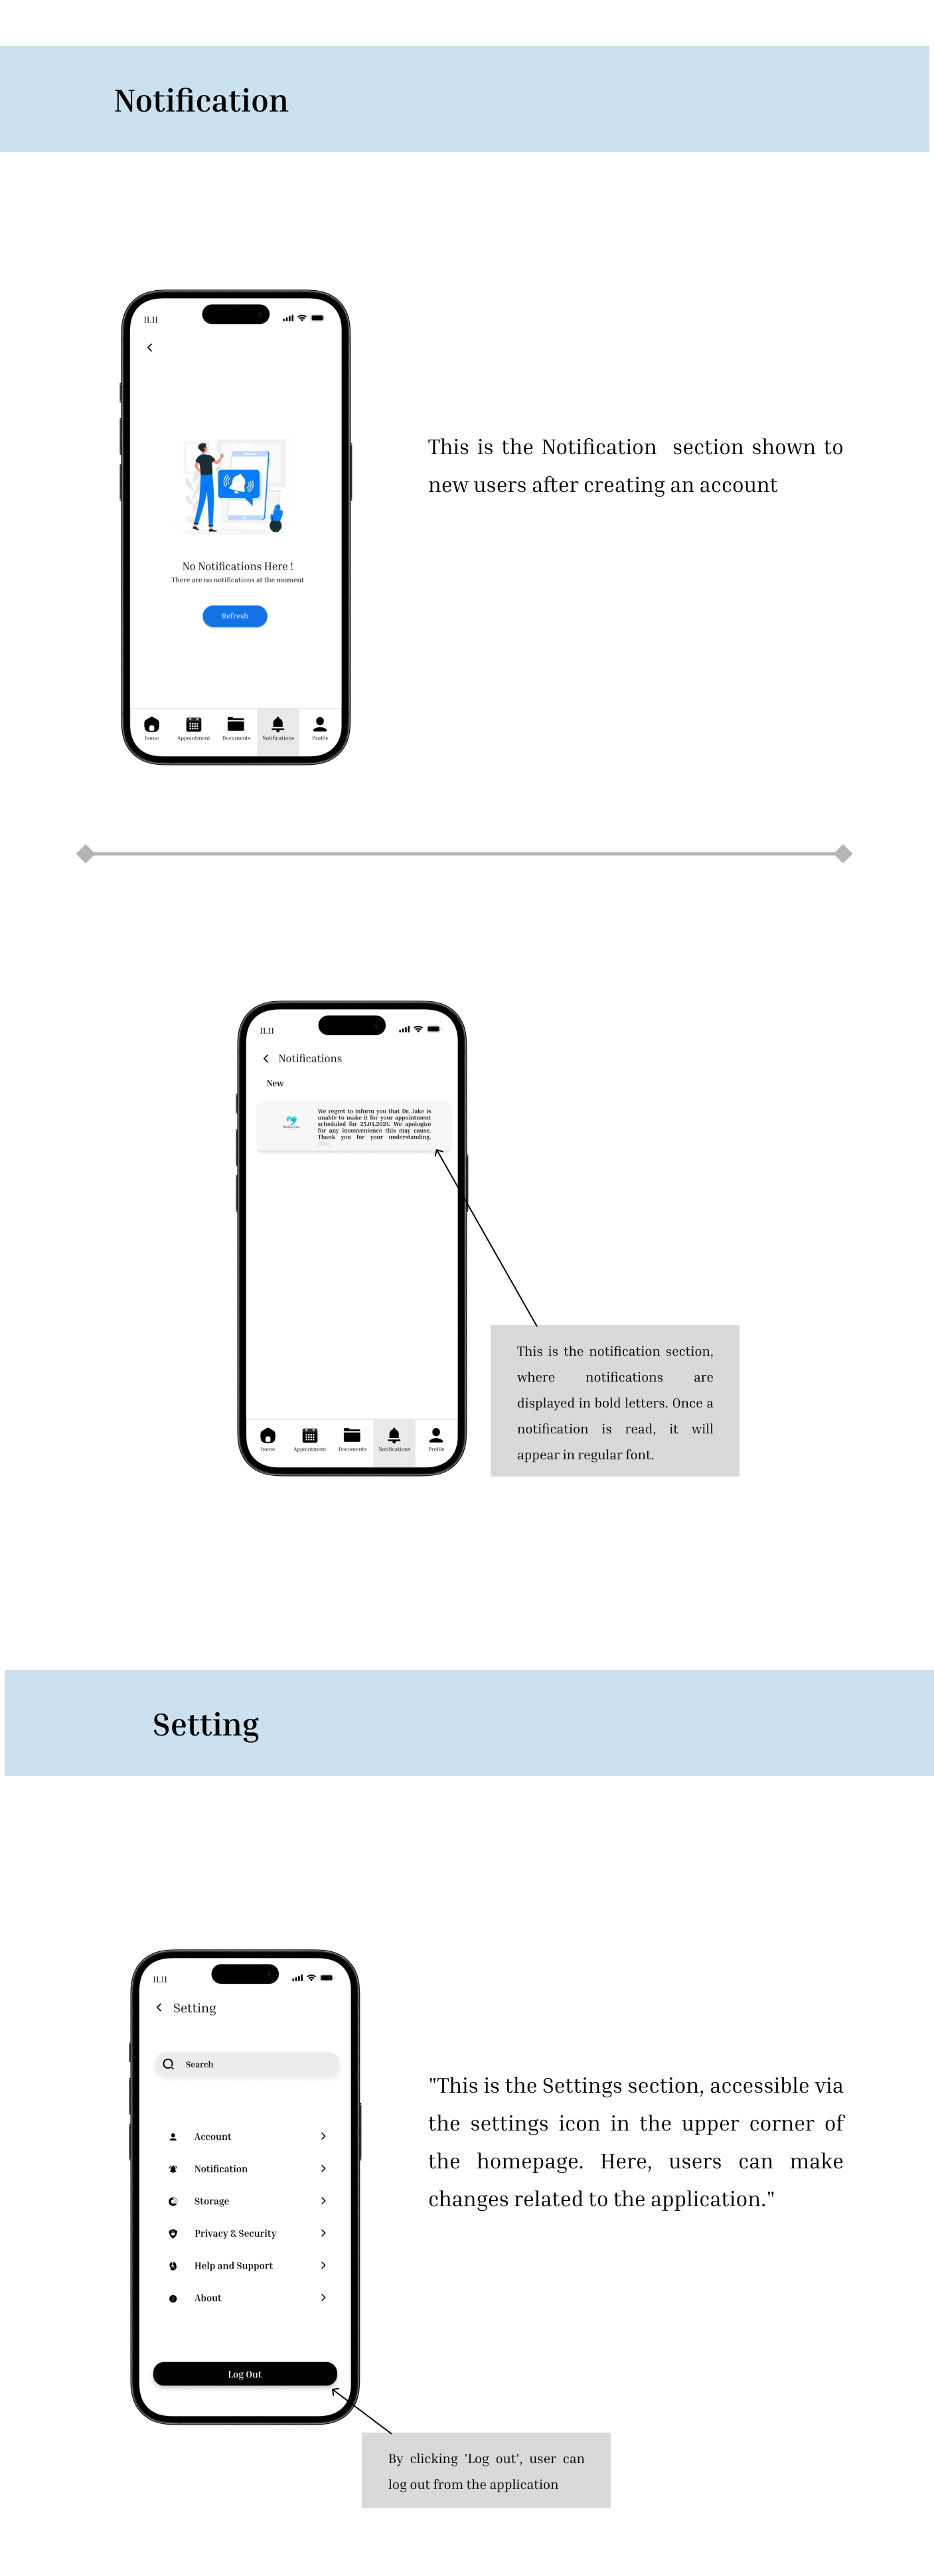 Notification
11.11
This is the Notification section shown to
new users after creating an account
No Notifications Here !
There are no notifications at the moment
Refresh
home Appointment Documents Notifications Profile
11.11
Notifications
New
We regret to inform you that Dr. Jake is
unable to make it for your appointment
scheduled for 25.04.2024. We apologize
for any inconvenience this may cause.
Thank you for your understanding.
This is the notification section,
where notifications are
displayed in bold letters. Once a
notification is read, it will
appear in regular font.
home Appointment Documents Notifications Profile
Setting
11.11
Setting
Search
"This is the Settings section, accessible via
the settings icon in the upper corner of
the homepage. Here, users can make
changes related to the application."
Account
Notification
Storage
Privacy & Security
Help and Support
About
Log Out
By clicking 'Log out', user can
log out from the application